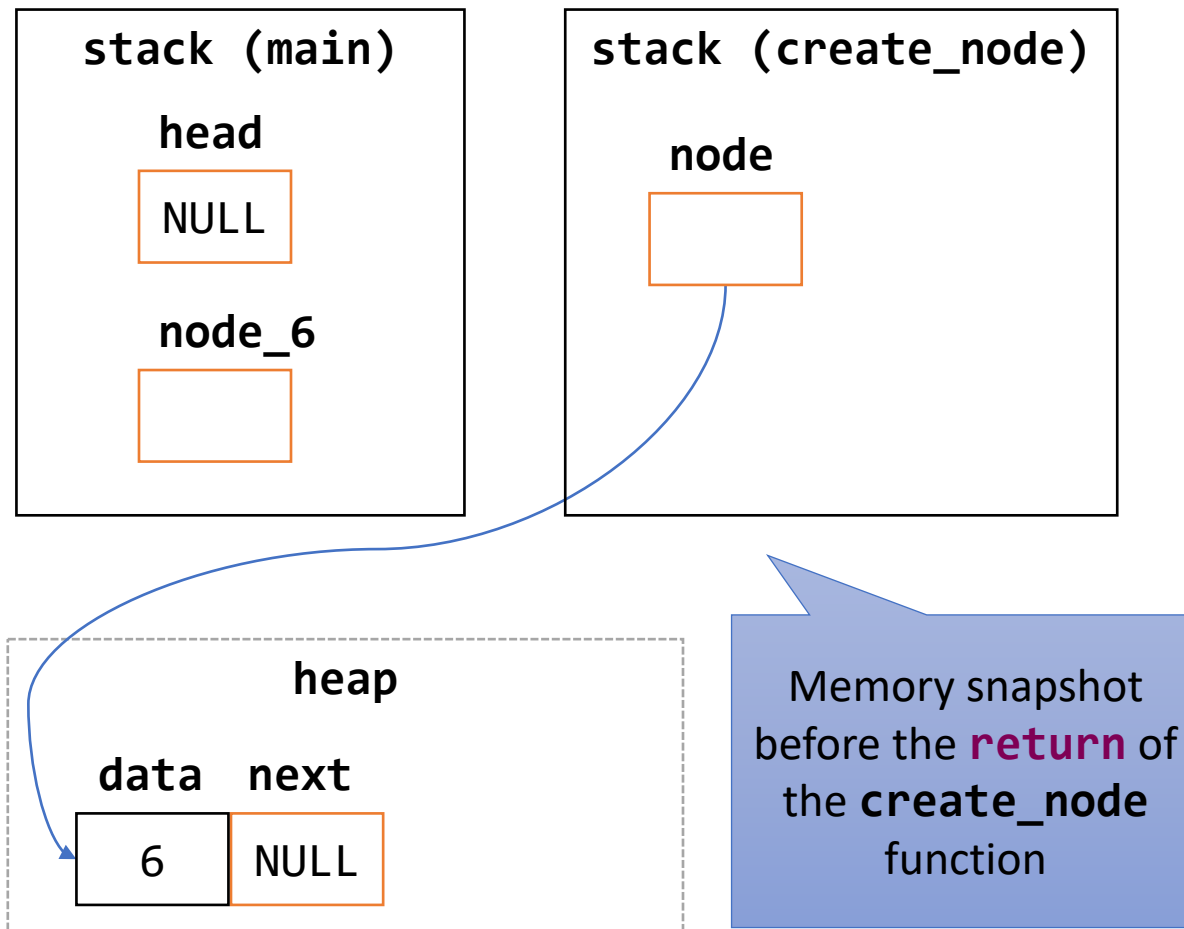 stack (main)
head
NULL
node_6
stack (create_node)
node
heap
data next
6 NULL
Memory snapshot
before the return of
the create_node
function